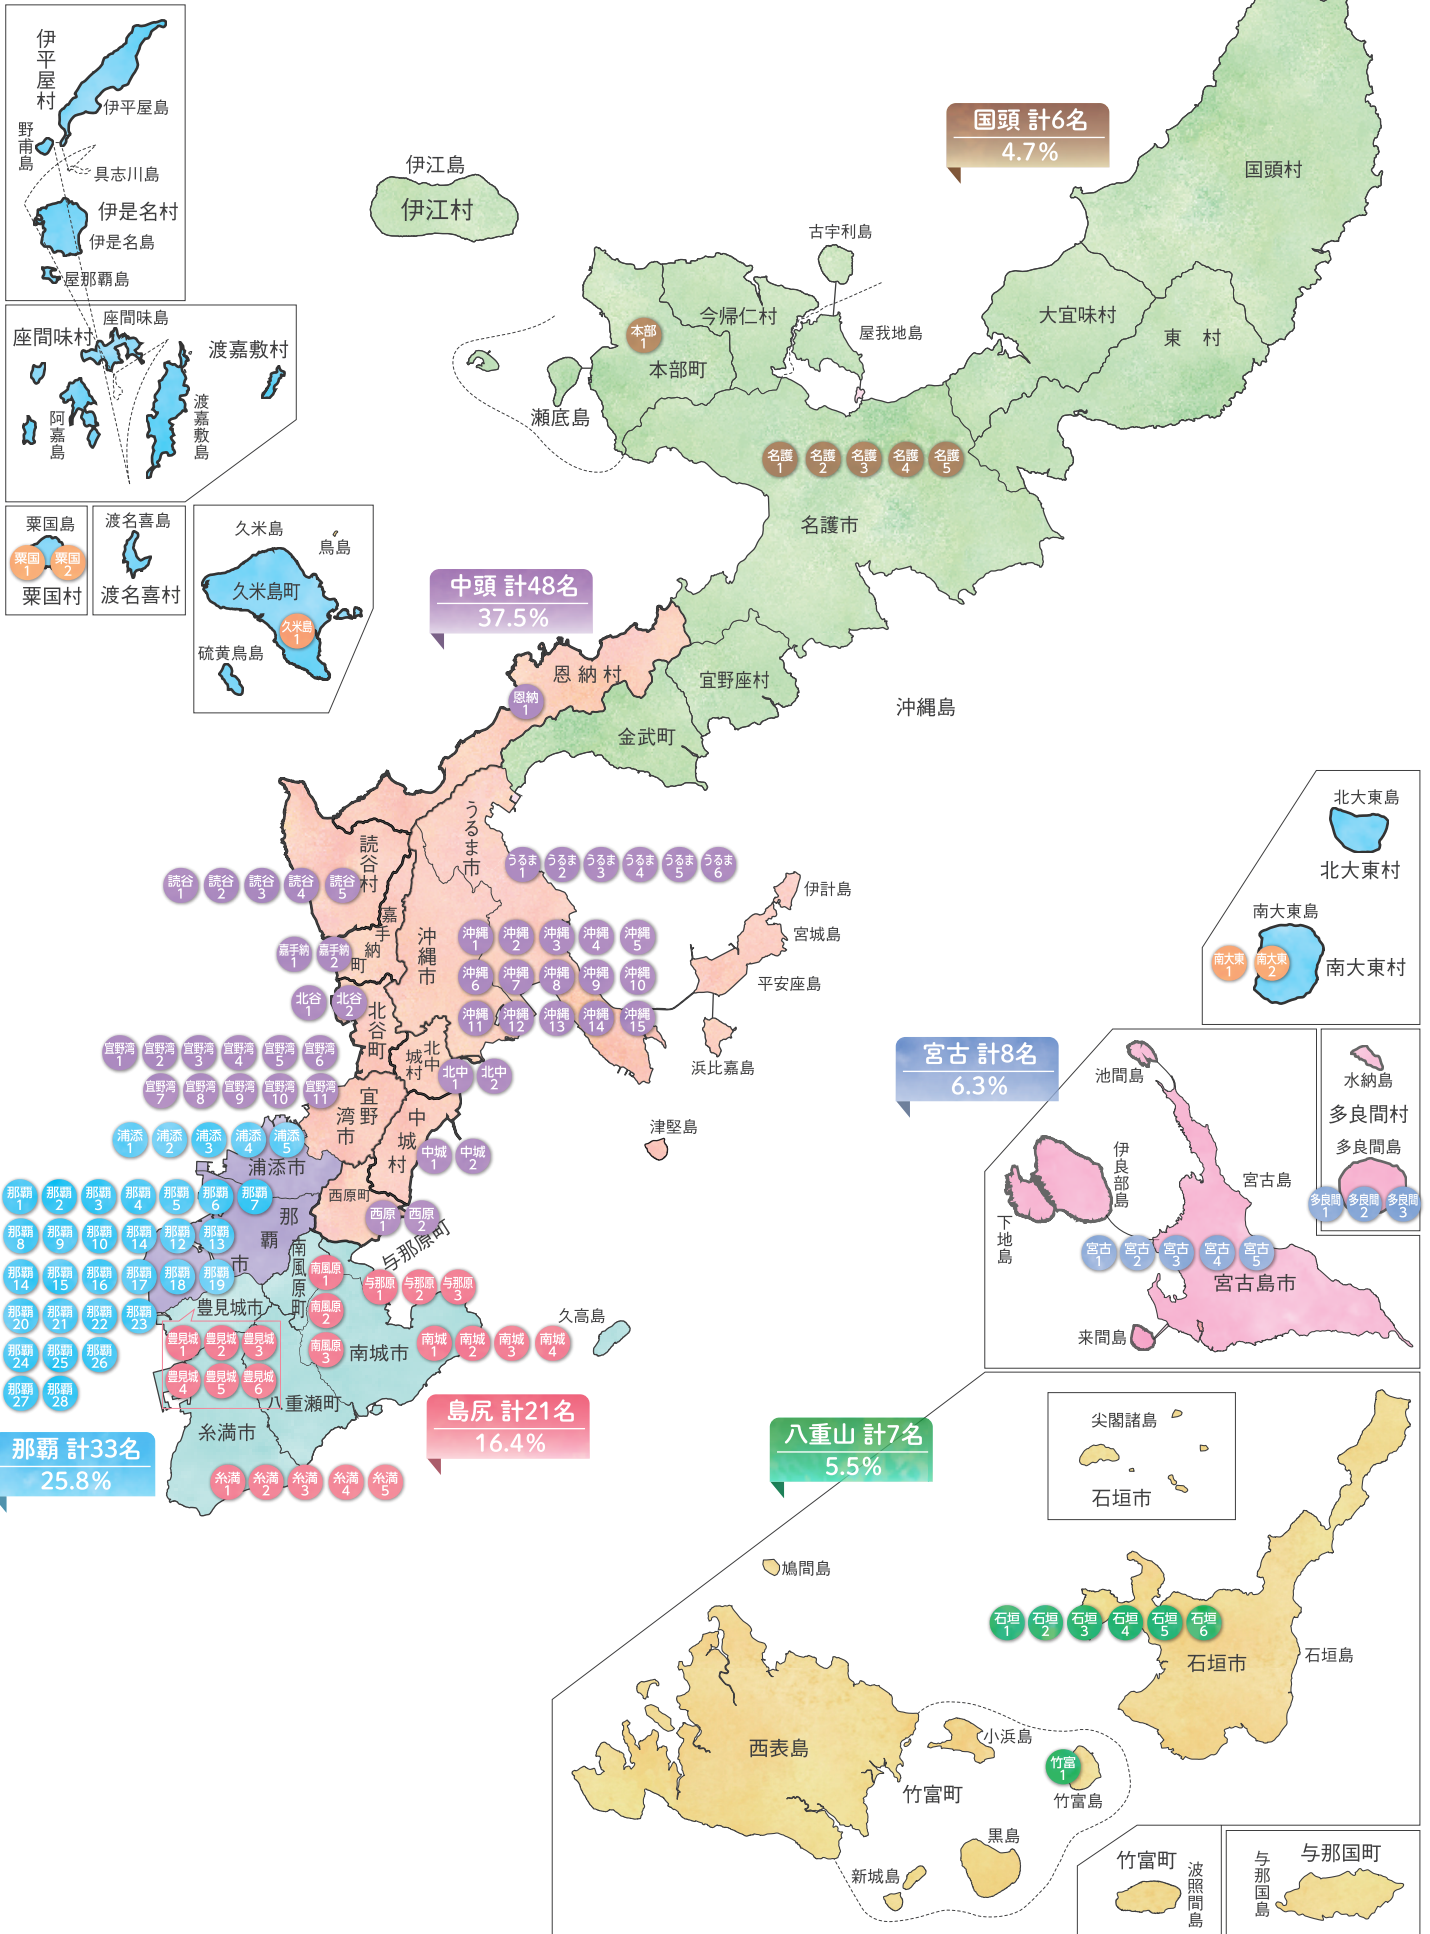 伊平屋村
伊平屋島
野甫島
具志川島
伊是名村
伊是名島
屋那覇島
座間味島
座間味村
渡嘉敷村
阿嘉島
渡嘉敷島
粟国島
粟国 1
粟国 2
粟国村
渡名喜島
渡名喜村
久米島
鳥島
久米島町
久米島 1
硫黄鳥島
国頭 計6名
4.7%
国頭村
伊江島
伊江村
古宇利島
今帰仁村
屋我地島
大宜味村
東 村
本部 1
本部町
瀬底島
名護 1
名護 2
名護 3
名護 4
名護 5
名護市
中頭 計48名
37.5%
恩納村
恩納 1
宜野座村
金武町
沖縄島
うるま市
うるま 1
うるま 2
うるま 3
うるま 4
うるま 5
うるま 6
読谷村
読谷 1
読谷 2
読谷 3
読谷 4
読谷 5
伊計島
宮城島
平安座島
浜比嘉島
津堅島
嘉手納町
嘉手納 1
嘉手納 2
沖縄市
沖縄 1
沖縄 2
沖縄 3
沖縄 4
沖縄 5
沖縄 6
沖縄 7
沖縄 8
沖縄 9
沖縄 10
沖縄 11
沖縄 12
沖縄 13
沖縄 14
沖縄 15
北谷 1
北谷 2
北谷町
北中城村
北中 1
北中 2
宜野湾 1
宜野湾 2
宜野湾 3
宜野湾 4
宜野湾 5
宜野湾 6
宜野湾 7
宜野湾 8
宜野湾 9
宜野湾 10
宜野湾 11
宜野湾市
中城村
中城 1
中城 2
浦添 1
浦添 2
浦添 3
浦添 4
浦添 5
浦添市
西原町
西原 1
西原 2
与那原町
那覇 1
那覇 2
那覇 3
那覇 4
那覇 5
那覇 6
那覇 7
那覇 8
那覇 9
那覇 10
那覇 14
那覇 12
那覇 13
那覇 14
那覇 15
那覇 16
那覇 17
那覇 18
那覇 19
那覇 20
那覇 21
那覇 22
那覇 23
那覇 24
那覇 25
那覇 26
那覇 27
那覇 28
那覇市
那覇 計33名
25.8%
南風原町
南風原 1
南風原 2
南風原 3
与那原 1
与那原 2
与那原 3
豊見城市
豊見城 1
豊見城 2
豊見城 3
豊見城 4
豊見城 5
豊見城 6
南城市
南城 1
南城 2
南城 3
南城 4
久高島
八重瀬町
糸満市
糸満 1
糸満 2
糸満 3
糸満 4
糸満 5
島尻 計21名
16.4%
北大東島
北大東村
南大東島
南大東 1
南大東 2
南大東村
宮古 計8名
6.3%
池間島
伊良部島
下地島
宮古島
宮古 1
宮古 2
宮古 3
宮古 4
宮古 5
宮古島市
来間島
水納島
多良間村
多良間島
多良間 1
多良間 2
多良間 3
八重山 計7名
5.5%
尖閣諸島
石垣市
鳩間島
石垣 1
石垣 2
石垣 3
石垣 4
石垣 5
石垣 6
石垣市
石垣島
西表島
小浜島
竹富町
竹富 1
竹富島
黒島
新城島
竹富町
波照間島
与那国町
与那国島